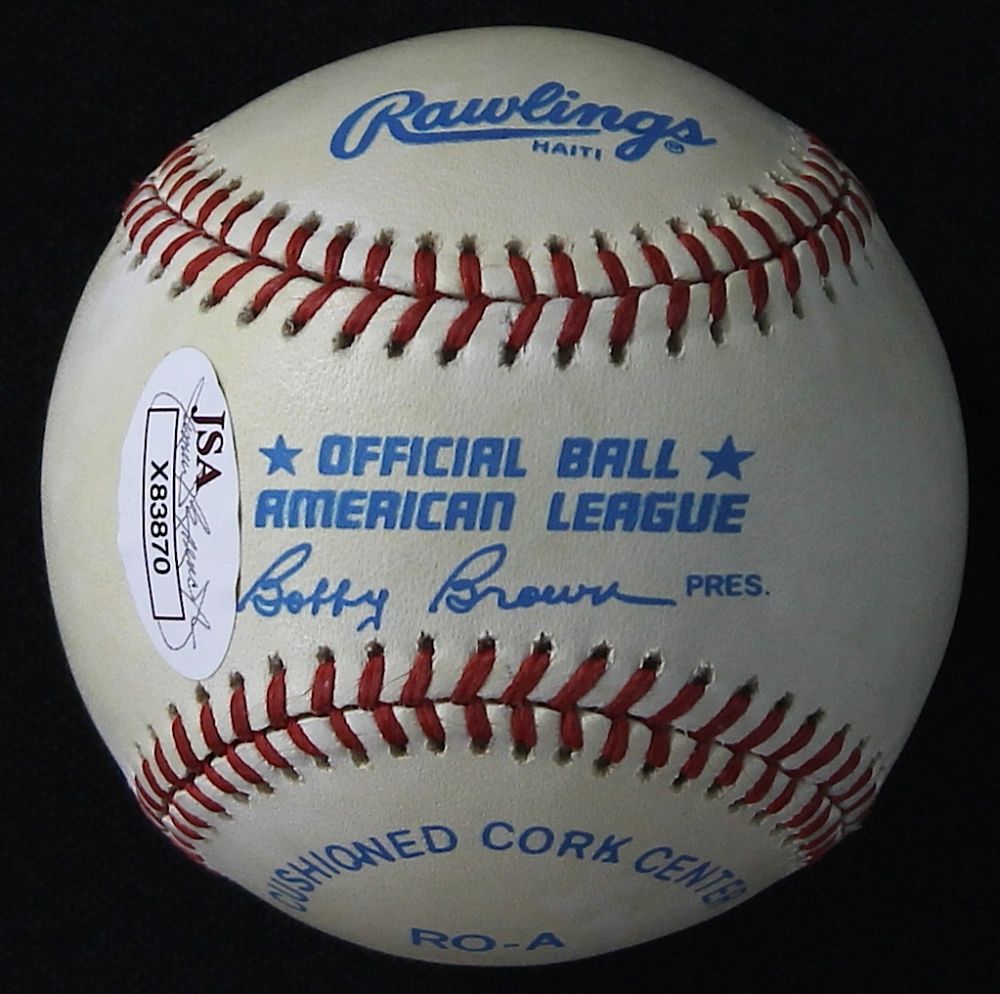 Rawlings®
HAITI
JSA
X83870
★ OFFICIAL BALL ★
AMERICAN LEAGUE
Bobby Brown PRES.
CUSHIONED CORK CENTER
RO-A